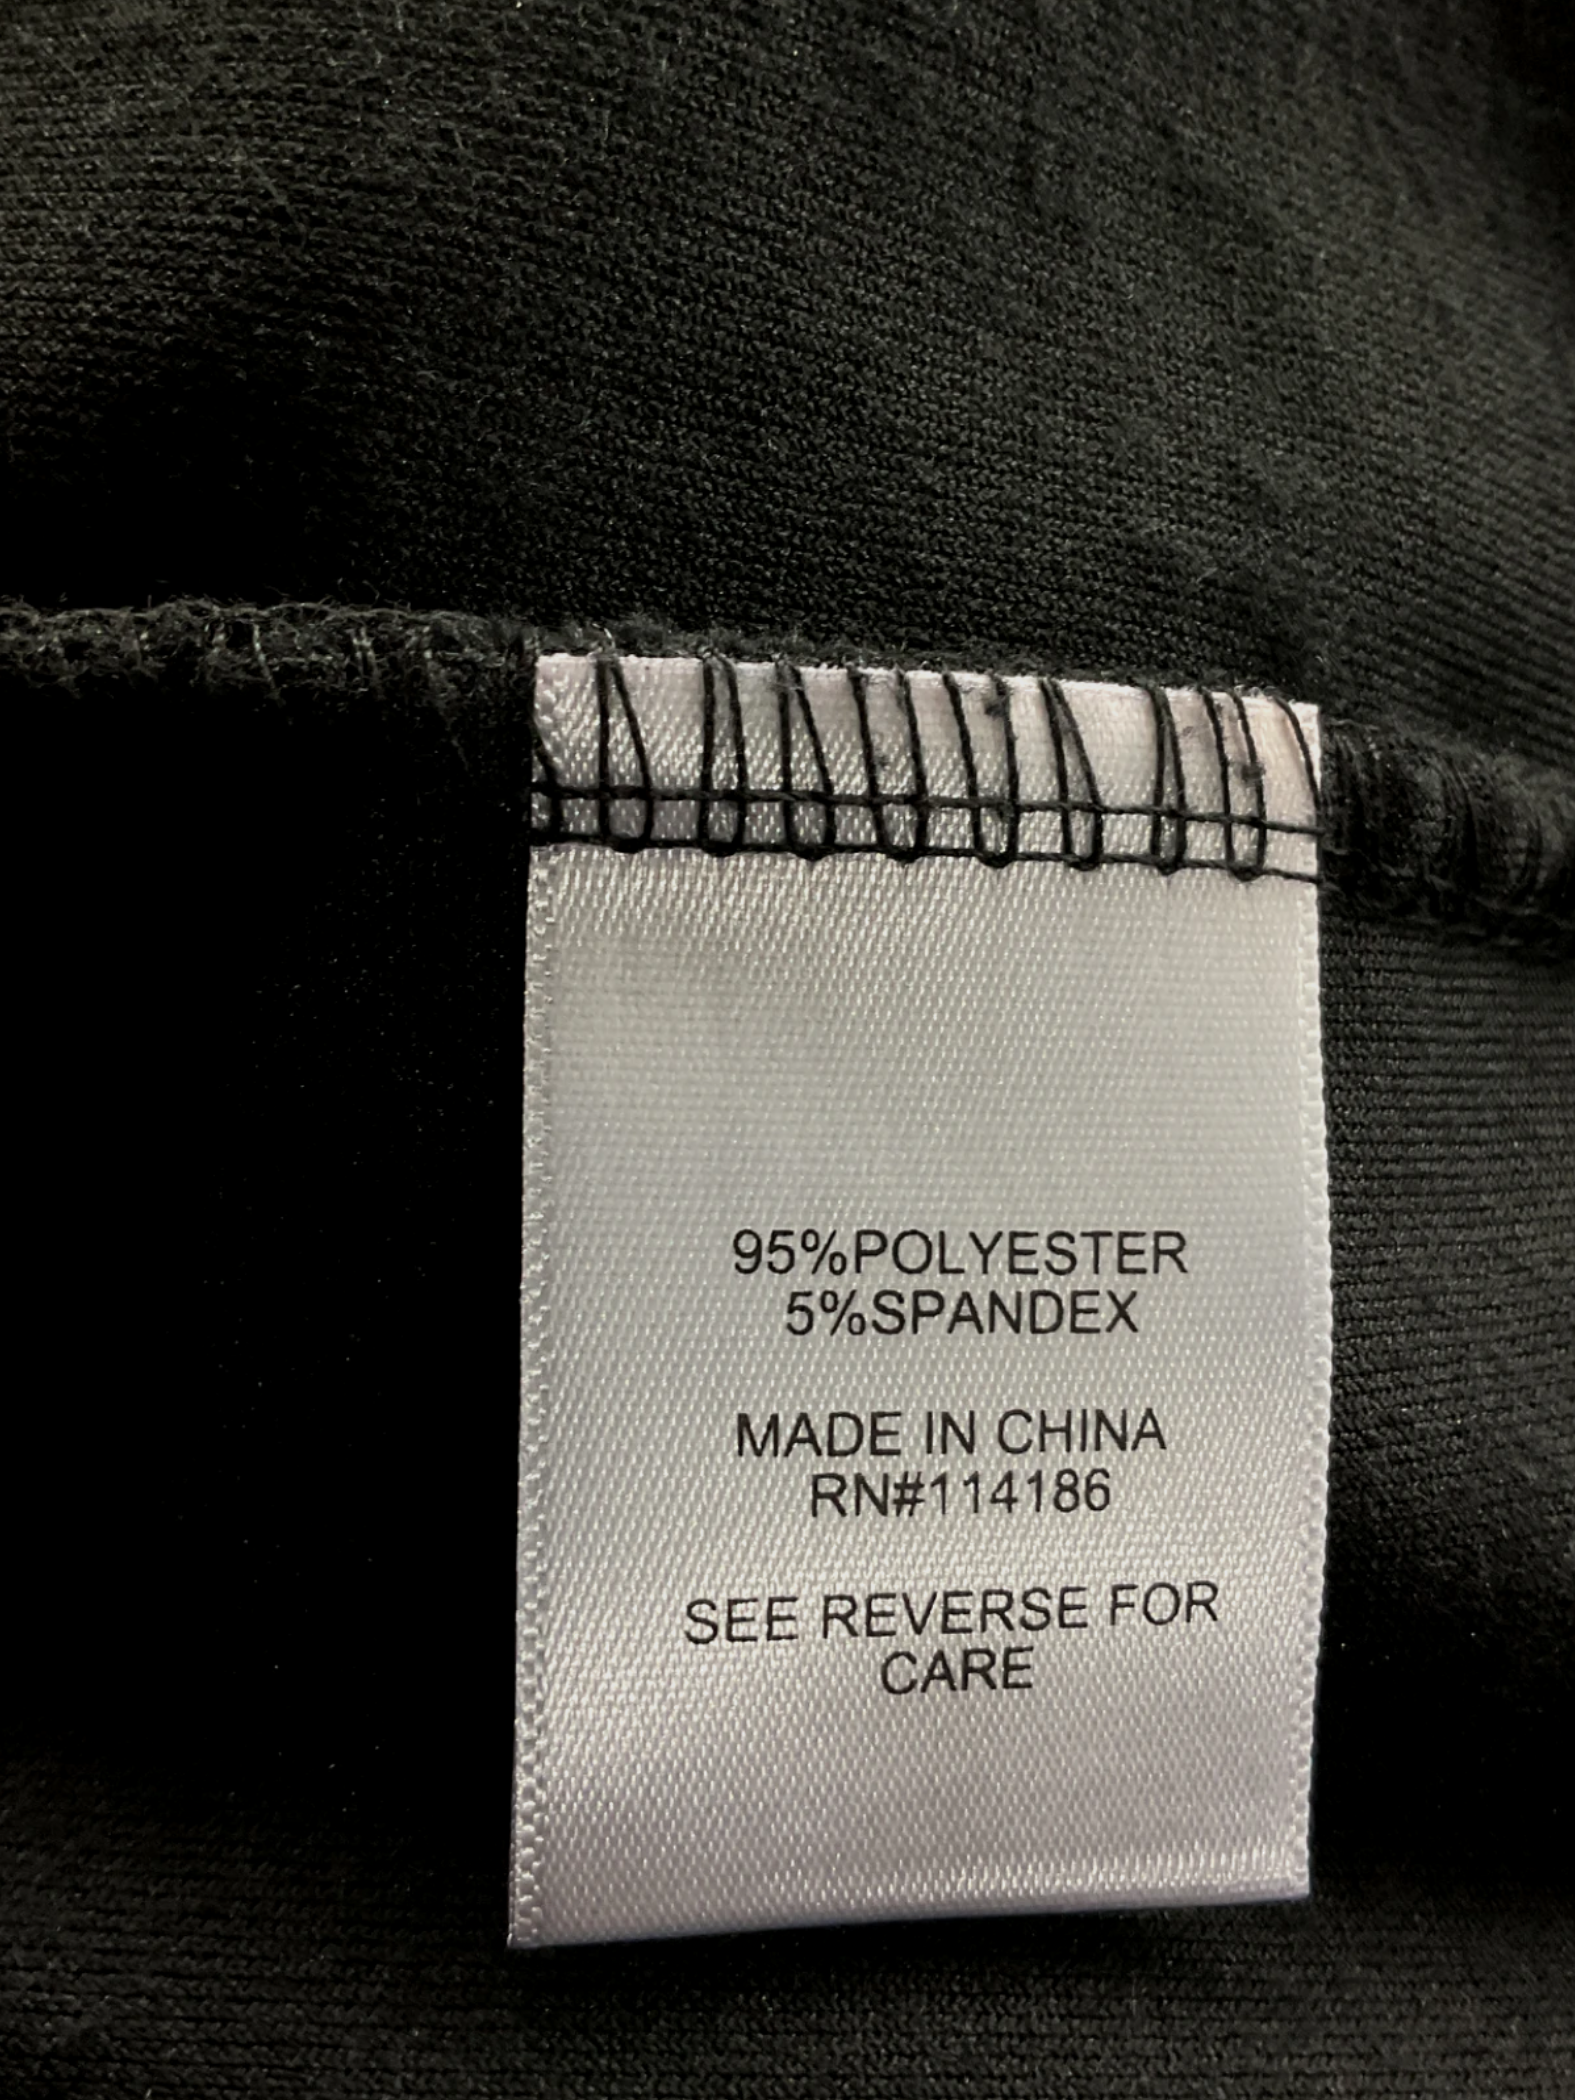 95%POLYESTER
5%SPANDEX
MADE IN CHINA
RN#114186
SEE REVERSE FOR
CARE